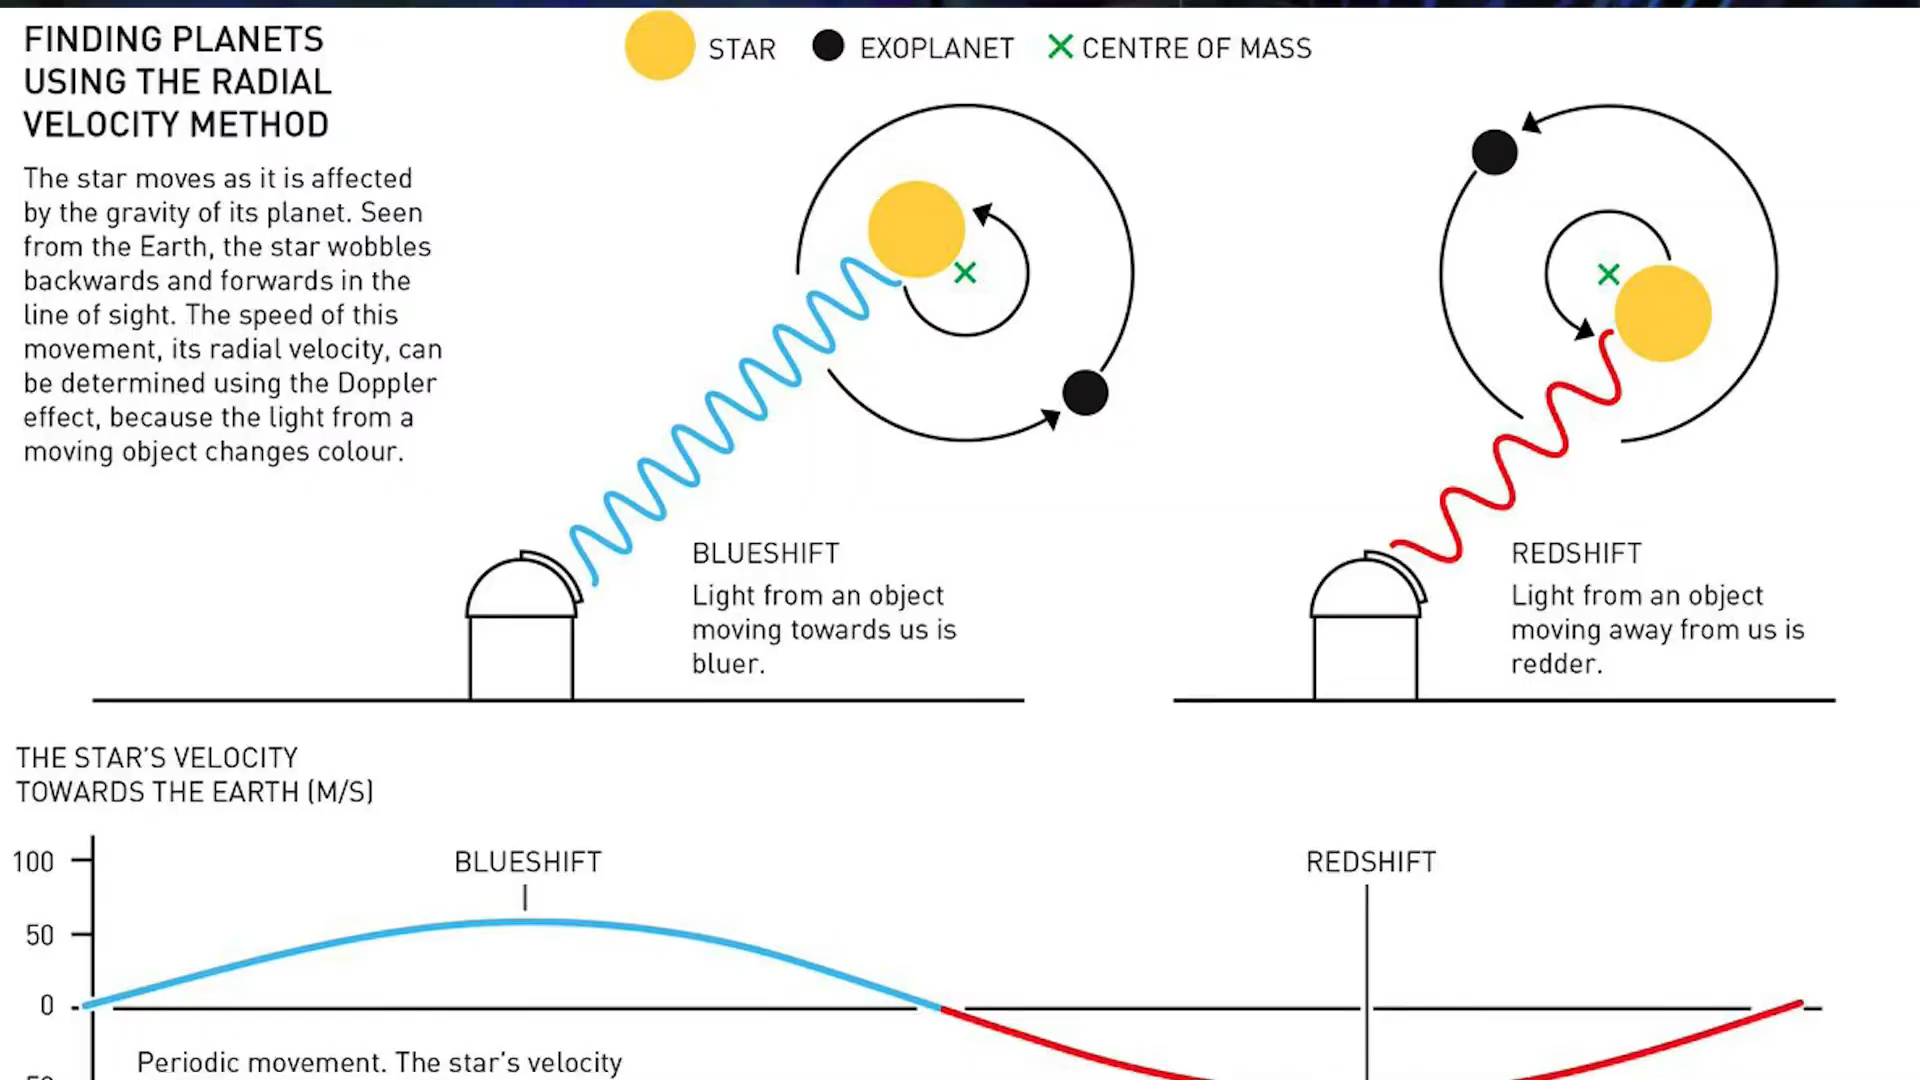 FINDING PLANETS
USING THE RADIAL
VELOCITY METHOD
STAR
EXOPLANET
CENTRE OF MASS
The star moves as it is affected
by the gravity of its planet. Seen
from the Earth, the star wobbles
backwards and forwards in the
line of sight. The speed of this
movement, its radial velocity, can
be determined using the Doppler
effect, because the light from a
moving object changes colour.
BLUESHIFT
Light from an object
moving towards us is
bluer.
REDSHIFT
Light from an object
moving away from us is
redder.
THE STAR'S VELOCITY
TOWARDS THE EARTH (M/S)
100
BLUESHIFT
REDSHIFT
50
0
Periodic movement. The star's velocity